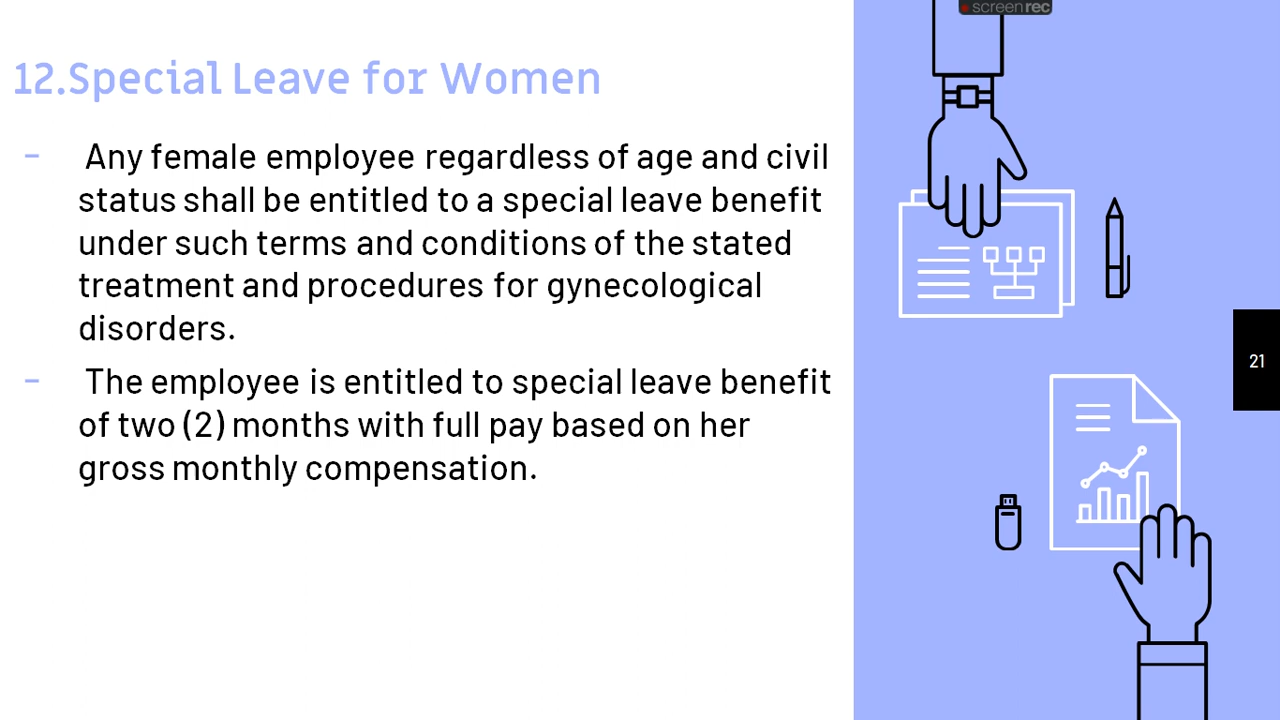 screenrec
12.Special Leave for Women
- Any female employee regardless of age and civil
status shall be entitled to a special leave benefit
under such terms and conditions of the stated
treatment and procedures for gynecological
disorders.
- The employee is entitled to special leave benefit
of two (2) months with full pay based on her
gross monthly compensation.
21